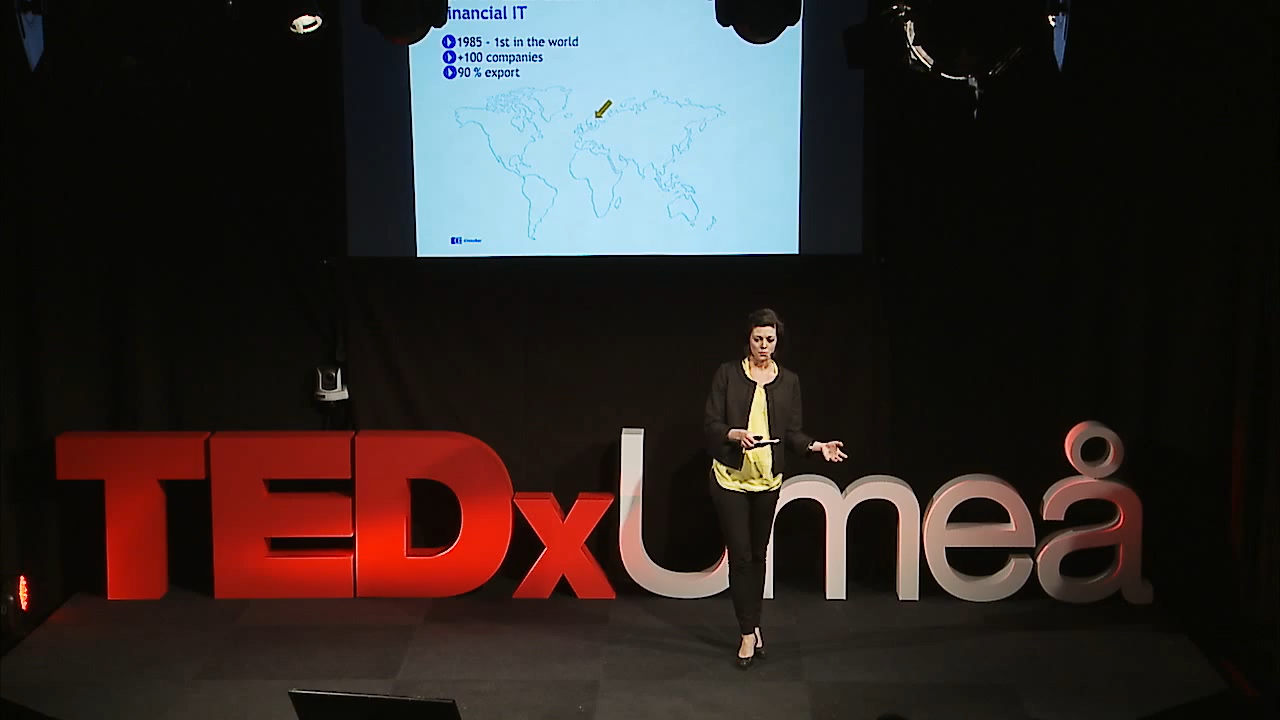 inancial IT
1985 - 1st in the world
+100 companies
90 % export
TEDxUmeå